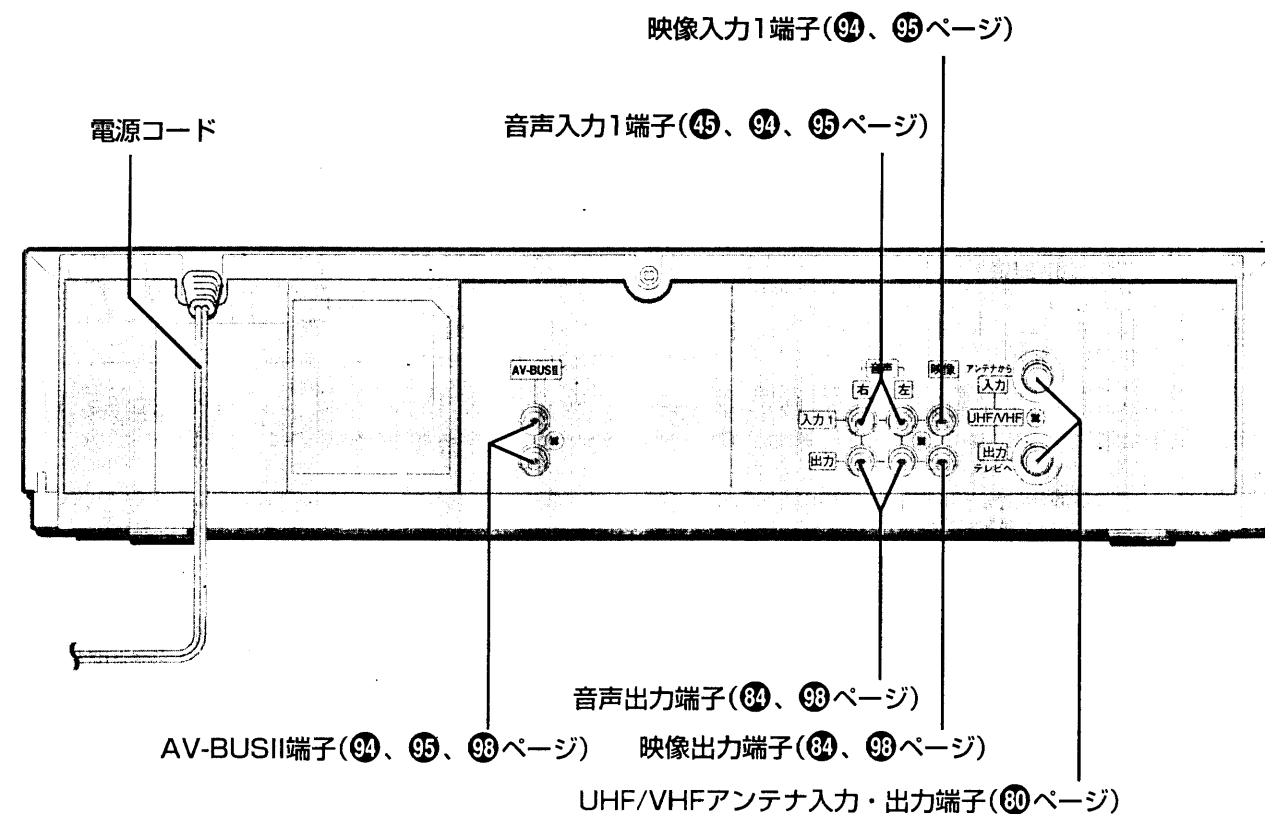 映像入力1端子(94、95ページ)
電源コード
音声入力1端子(45、94、95ページ)
AV-BUSII
音声
映像
アンテナから
右
左
入力
入力1
UHF/VHF
出力
出力
テレビへ
音声出力端子(84、98ページ)
AV-BUSII端子(94、95、98ページ)
映像出力端子(84、98ページ)
UHF/VHFアンテナ入力・出力端子(80ページ)